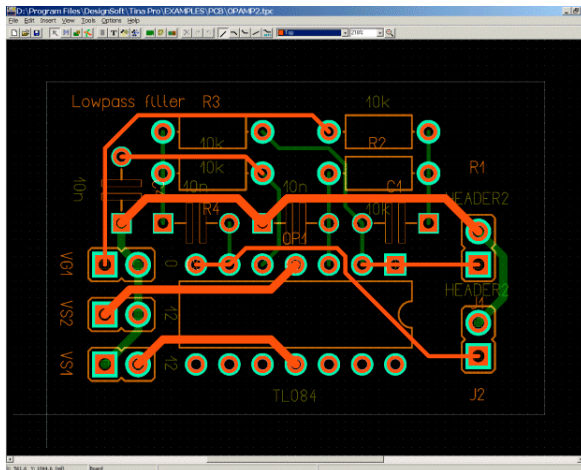 D:\Program Files\DesignSoft\Tina Pro\EXAMPLES\PCB\OPAMP2.tpc
File Edit Insert View Tools Options Help
Top
218%
Lowpass filter
R3
10k
10k
R2
10k
R1
10n
10n
10n
C1
HEADER2
R4
10k
OP1
VG1
0
HEADER2
J1
VS2
12
VS1
12
TL084
J2
Board